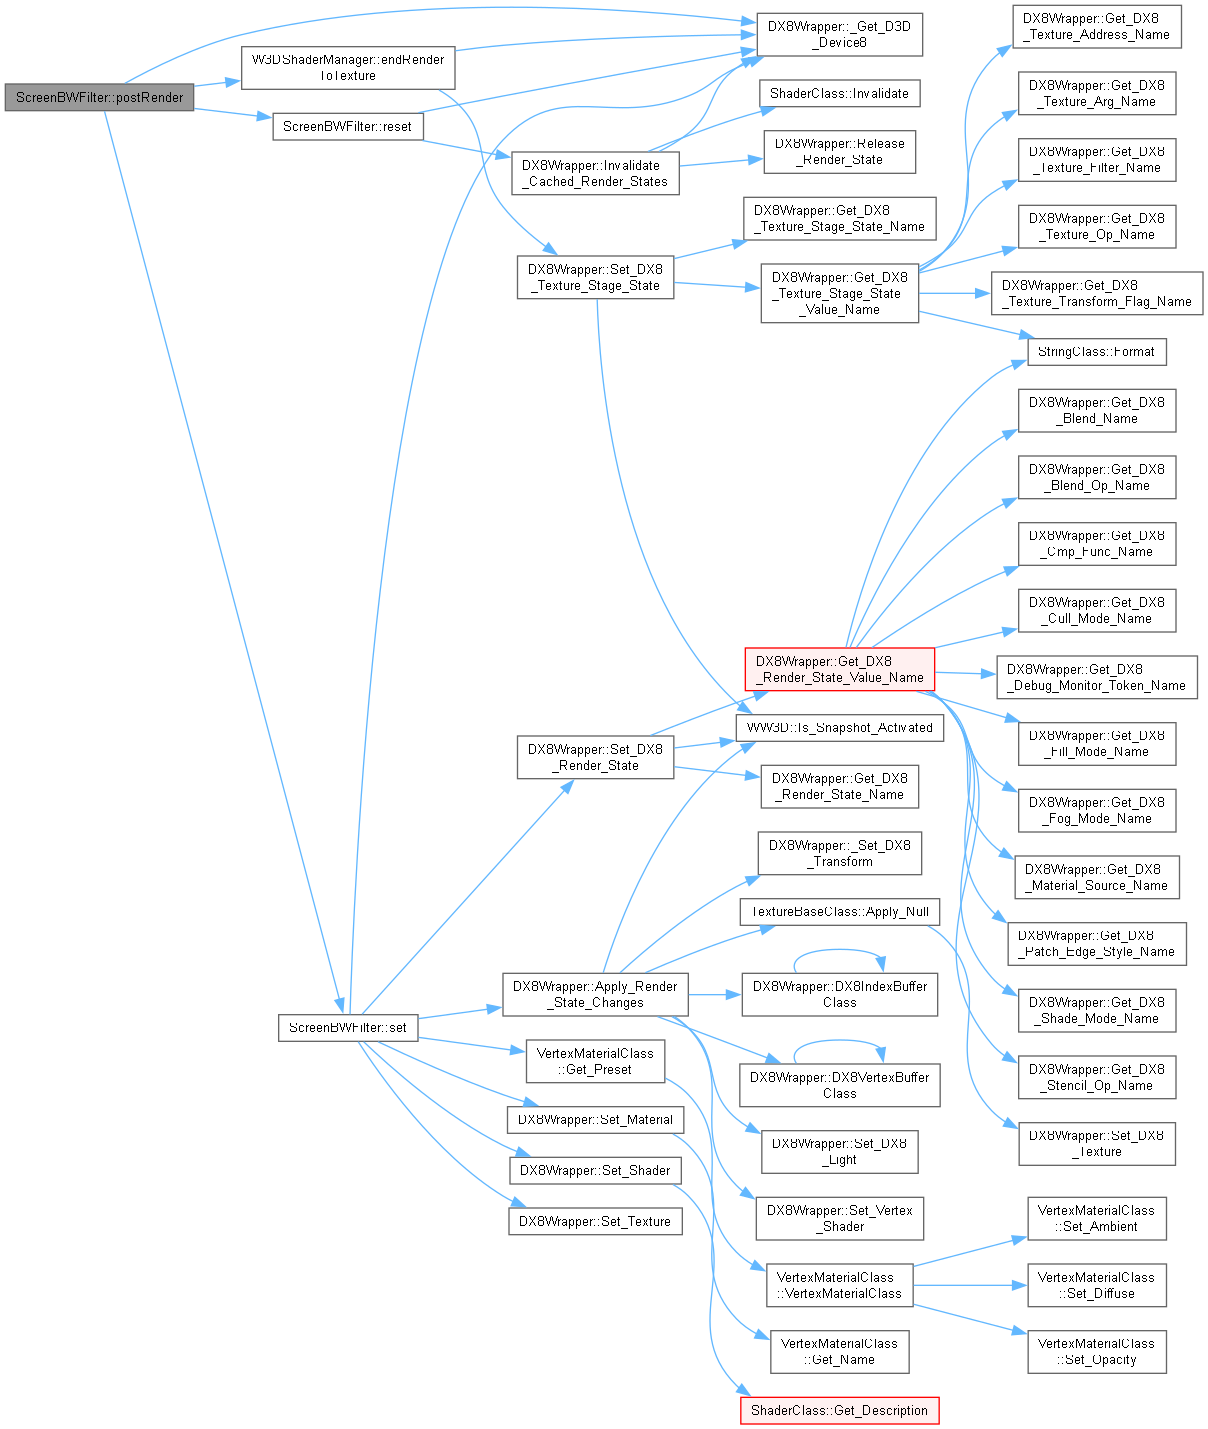 ScreenBWFilter::postRender
W3DShaderManager::endRender
ToTexture
ScreenBWFilter::reset
DX8Wrapper::Invalidate
_Cached_Render_States
DX8Wrapper::_Get_D3D
_Device8
ShaderClass::Invalidate
DX8Wrapper::Release
_Render_State
DX8Wrapper::Get_DX8
_Texture_Stage_State_Name
DX8Wrapper::Set_DX8
_Texture_Stage_State
DX8Wrapper::Get_DX8
_Texture_Stage_State
_Value_Name
DX8Wrapper::Get_DX8
_Texture_Address_Name
DX8Wrapper::Get_DX8
_Texture_Arg_Name
DX8Wrapper::Get_DX8
_Texture_Filter_Name
DX8Wrapper::Get_DX8
_Texture_Op_Name
DX8Wrapper::Get_DX8
_Texture_Transform_Flag_Name
StringClass::Format
DX8Wrapper::Get_DX8
_Blend_Name
DX8Wrapper::Get_DX8
_Blend_Op_Name
DX8Wrapper::Get_DX8
_Cmp_Func_Name
DX8Wrapper::Get_DX8
_Cull_Mode_Name
DX8Wrapper::Get_DX8
_Render_State_Value_Name
DX8Wrapper::Get_DX8
_Debug_Monitor_Token_Name
WW3D::Is_Snapshot_Activated
DX8Wrapper::Get_DX8
_Fill_Mode_Name
DX8Wrapper::Set_DX8
_Render_State
DX8Wrapper::Get_DX8
_Render_State_Name
DX8Wrapper::Get_DX8
_Fog_Mode_Name
DX8Wrapper::_Set_DX8
_Transform
DX8Wrapper::Get_DX8
_Material_Source_Name
TextureBaseClass::Apply_Null
DX8Wrapper::Get_DX8
_Patch_Edge_Style_Name
DX8Wrapper::Apply_Render
_State_Changes
DX8Wrapper::DX8IndexBuffer
Class
DX8Wrapper::Get_DX8
_Shade_Mode_Name
ScreenBWFilter::set
VertexMaterialClass
::Get_Preset
DX8Wrapper::DX8VertexBuffer
Class
DX8Wrapper::Get_DX8
_Stencil_Op_Name
DX8Wrapper::Set_Material
DX8Wrapper::Set_DX8
_Light
DX8Wrapper::Set_DX8
_Texture
DX8Wrapper::Set_Shader
DX8Wrapper::Set_Texture
DX8Wrapper::Set_Vertex
_Shader
VertexMaterialClass
::Set_Ambient
VertexMaterialClass
::VertexMaterialClass
VertexMaterialClass
::Set_Diffuse
VertexMaterialClass
::Get_Name
VertexMaterialClass
::Set_Opacity
ShaderClass::Get_Description